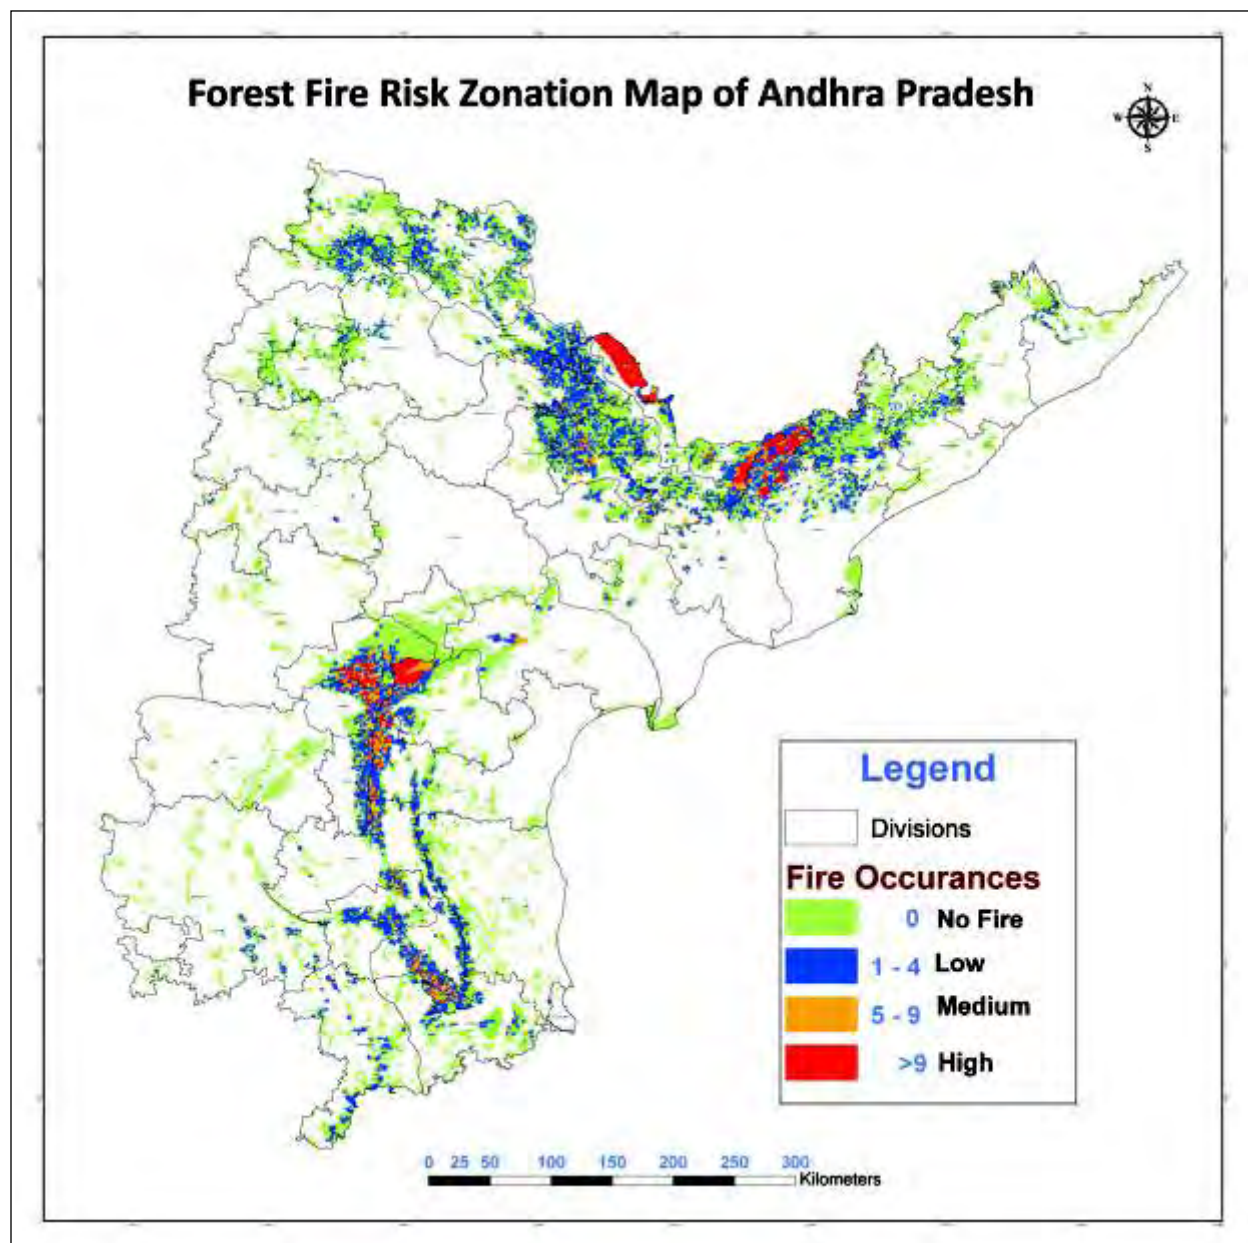 Forest Fire Risk Zonation Map of Andhra Pradesh
N
W E
S
Legend
Divisions
Fire Occurances
0 No Fire
1 - 4 Low
5 - 9 Medium
>9 High
0 25 50 100 150 200 250 300
Kilometers